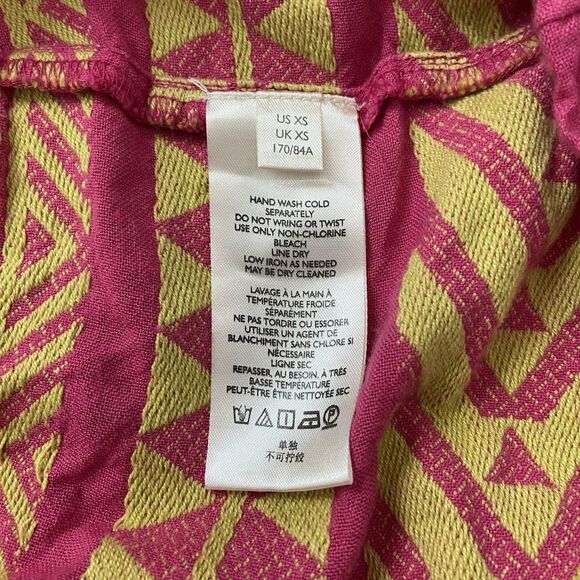 US XS
UK XS
170/84A
HAND WASH COLD
SEPARATELY
DO NOT WRING OR TWIST
USE ONLY NON-CHLORINE
BLEACH
LINE DRY
LOW IRON AS NEEDED
MAY BE DRY CLEANED
LAVAGE À LA MAIN À
TEMPÉRATURE FROIDE
SÉPARÉMENT
NE PAS TORDRE OU ESSORER
UTILISER UN AGENT DE
BLANCHIMENT SANS CHLORE SI
NÉCESSAIRE
LIGNE SEC
REPASSER, AU BESOIN, À TRÈS
BASSE TEMPÉRATURE
PEUT-ÊTRE ÊTRE NETTOYÉE SEC
单独
不可拧绞